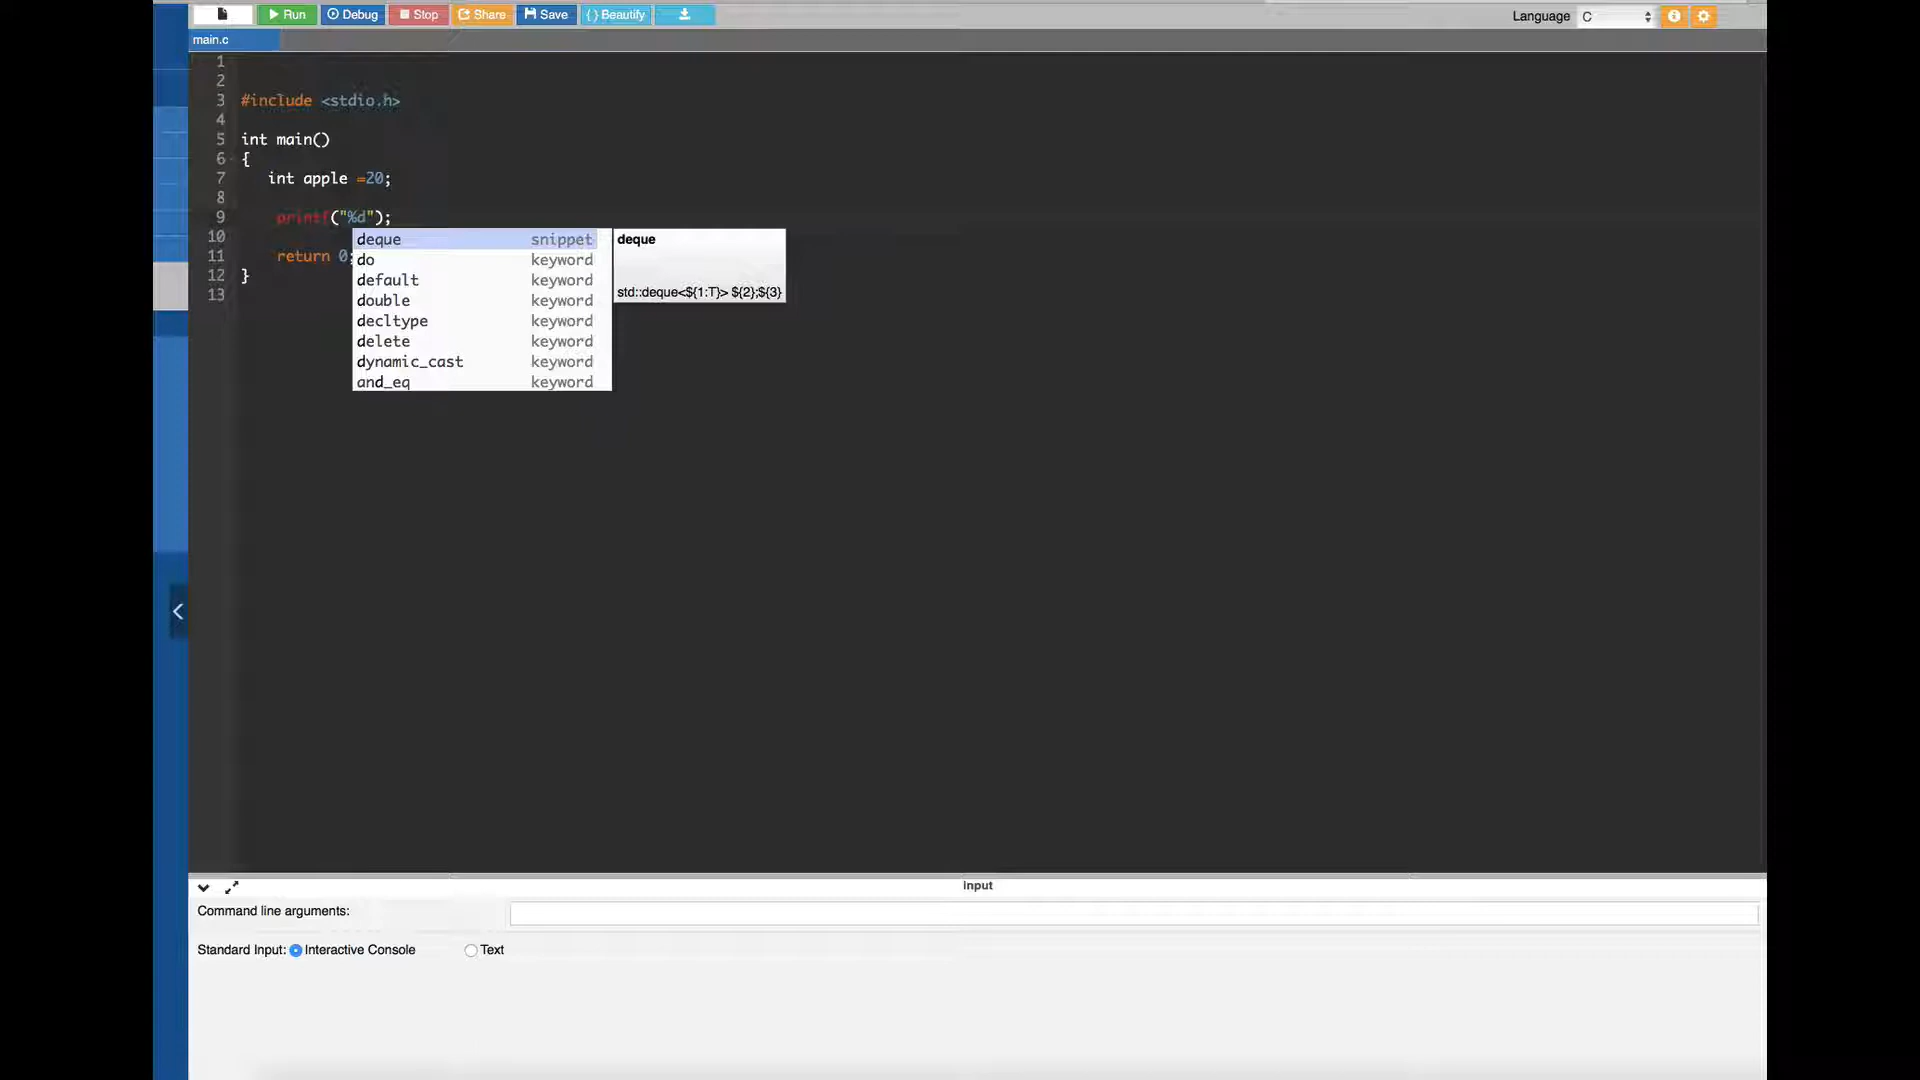 Run Debug Stop Share Save { } Beautify Language C
main.c
1
2
3 #include <stdio.h>
4
5 int main()
6 {
7 int apple =20;
8
9 printf("%d");
10
11 return 0;
12 }
13
deque snippet
do keyword
default keyword
double keyword
decltype keyword
delete keyword
dynamic_cast keyword
and_eq keyword
deque
std::deque<${1:T}> ${2};${3}
input
Command line arguments:
Standard Input: Interactive Console Text